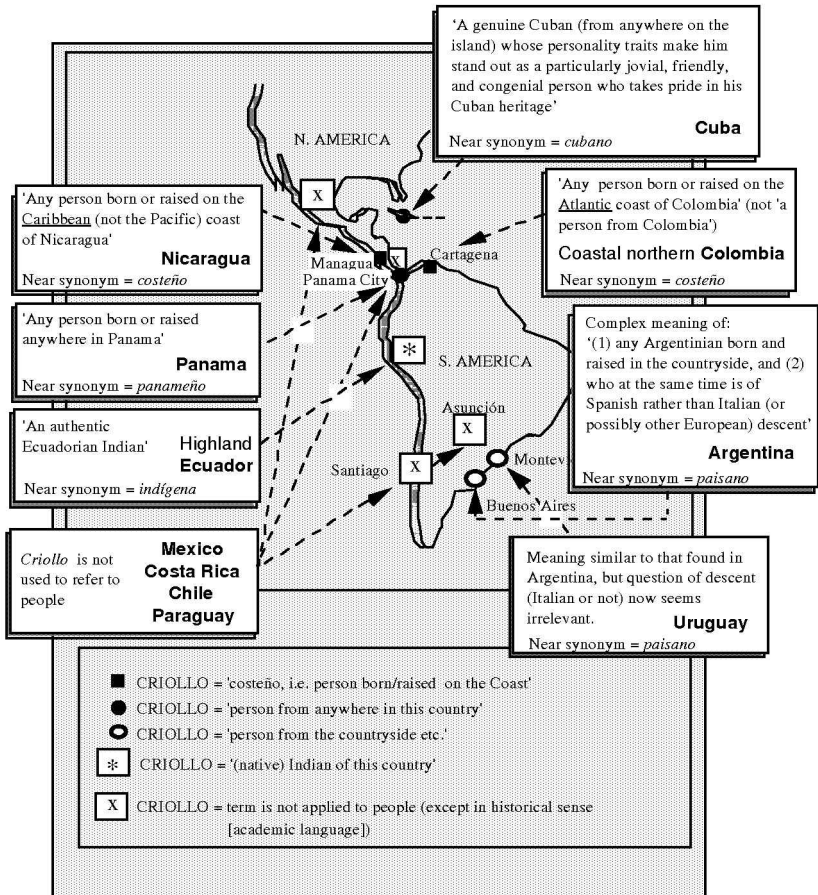 'A genuine Cuban (from anywhere on the
island) whose personality traits make him
stand out as a particularly jovial, friendly,
and congenial person who takes pride in his
Cuban heritage'
Cuba
Near synonym = cubano
N. AMERICA
x
'Any person born or raised on the
Caribbean (not the Pacific) coast
of Nicaragua'
Nicaragua
Near synonym = costeño
'Any person born or raised on the
Atlantic coast of Colombia' (not 'a
person from Colombia')
Coastal northern Colombia
Near synonym = costeño
Managua
x
Cartagena
Panama City
'Any person born or raised
anywhere in Panama'
Panama
Near synonym = panameño
Complex meaning of:
'(1) any Argentinian born and
raised in the countryside, and (2)
who at the same time is of
Spanish rather than Italian (or
possibly other European) descent'
Argentina
Near synonym = paisano
*
S. AMERICA
'An authentic
Ecuadorian Indian'
Highland
Ecuador
Near synonym = indígena
Asunción
x
Santiago
x
Montev
Buenos Aires
Criollo is not
used to refer to
people
Mexico
Costa Rica
Chile
Paraguay
Meaning similar to that found in
Argentina, but question of descent
(Italian or not) now seems
irrelevant.
Uruguay
Near synonym = paisano
CRIOLLO = 'costeño, i.e. person born/raised on the Coast'
CRIOLLO = 'person from anywhere in this country'
CRIOLLO = 'person from the countryside etc.'
* CRIOLLO = '(native) Indian of this country'
x CRIOLLO = term is not applied to people (except in historical sense
[academic language])